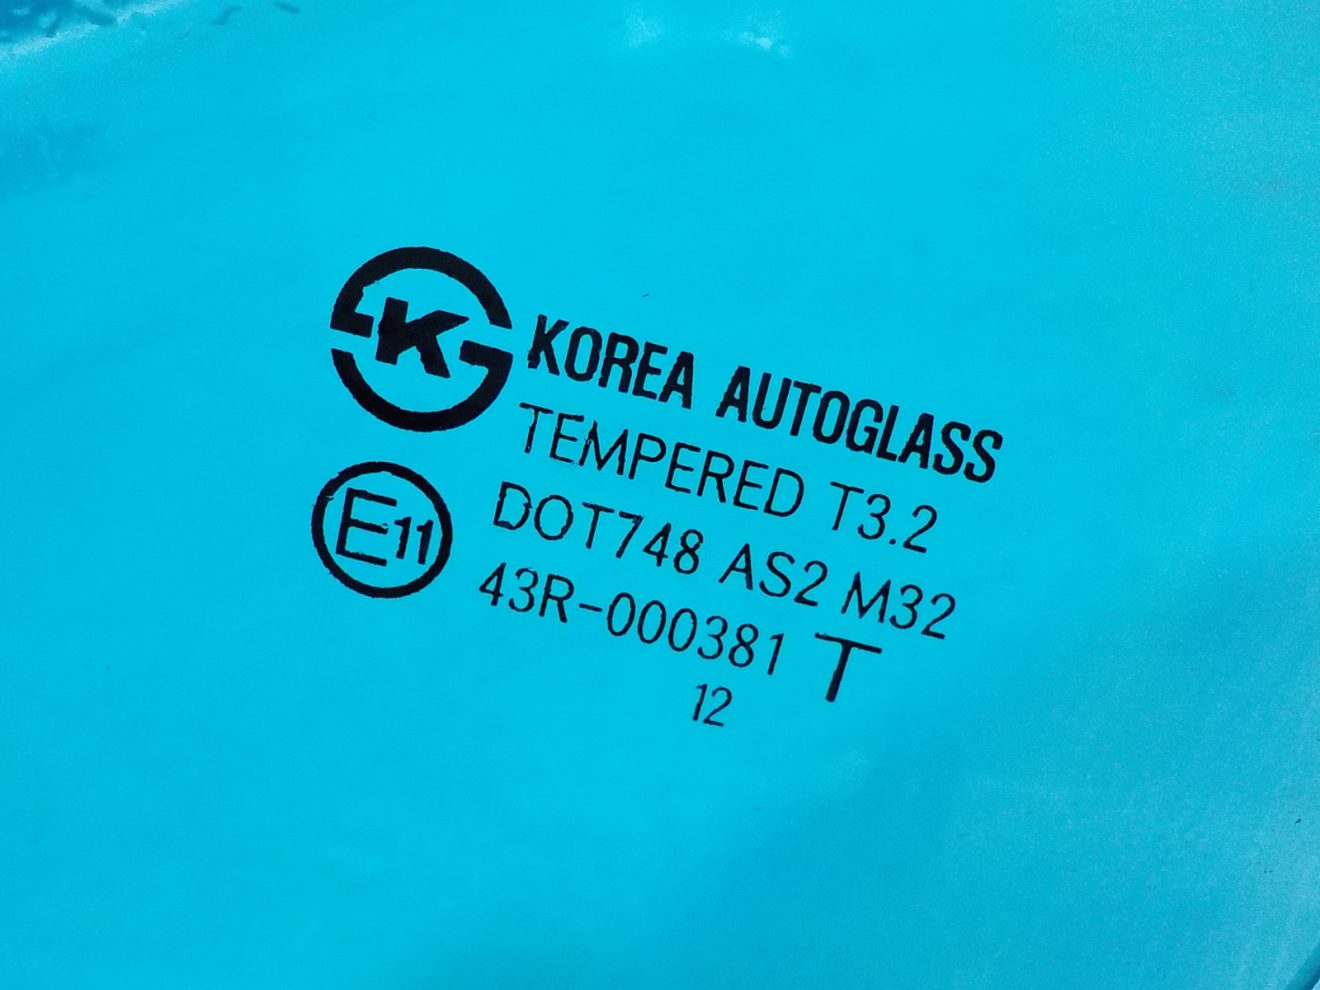 K
KOREA AUTOGLASS
TEMPERED T3.2
E11
DOT748 AS2 M32
43R-000381 T
12